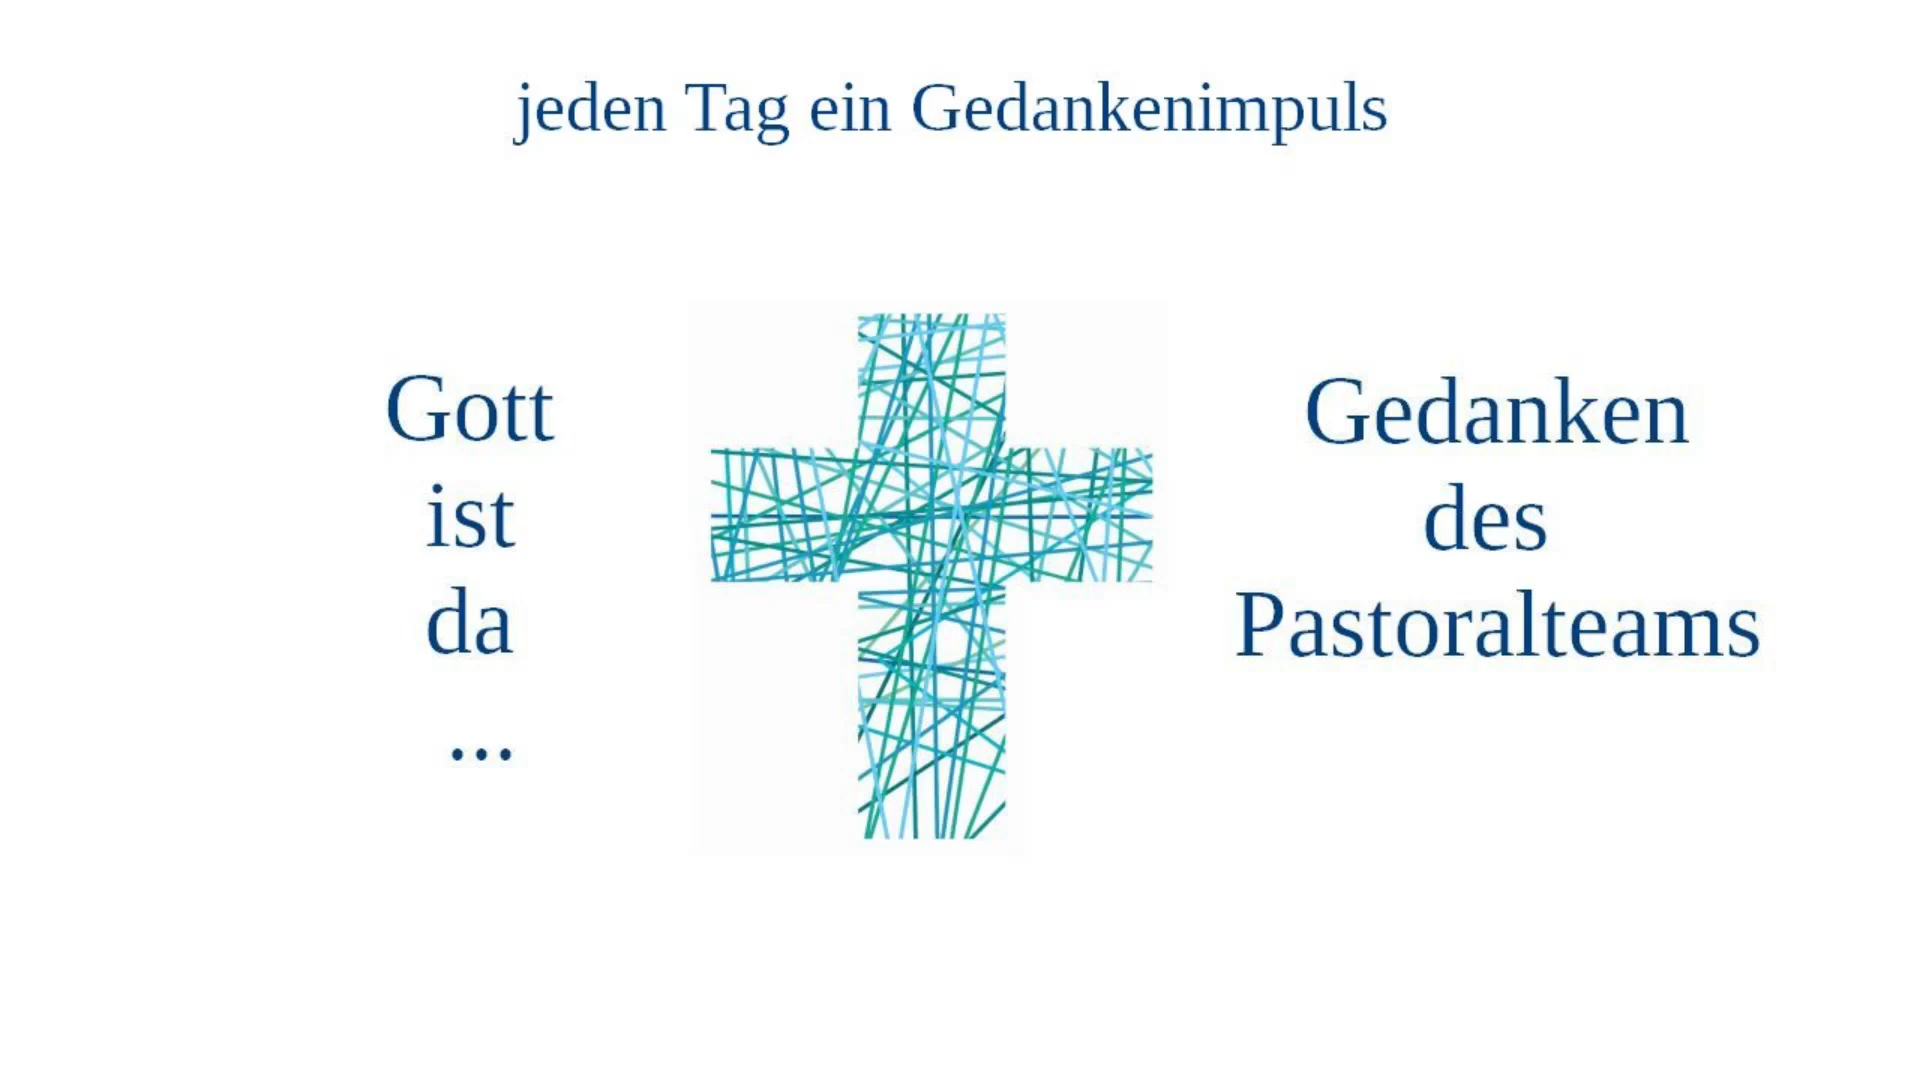 jeden Tag ein Gedankenimpuls
Gott
ist
da
...
Gedanken
des
Pastoralteams